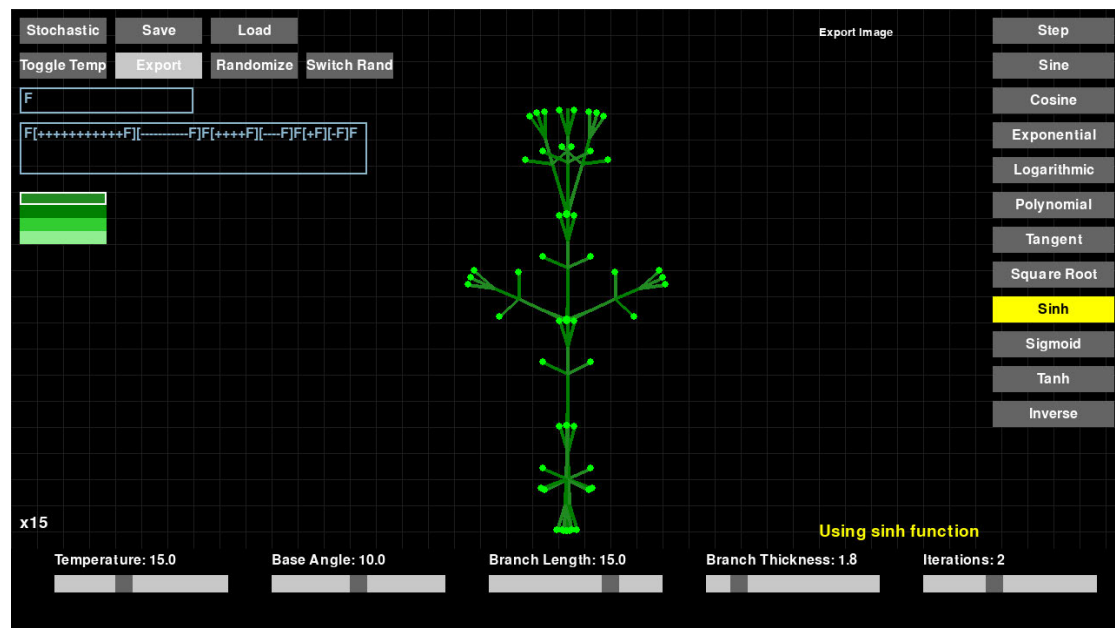 Stochastic Save Load
Toggle Temp Export Randomize Switch Rand
F
F[+++++++++++F][----------F]F[++++F][----F]F[+F][-F]F
Export Image
Step
Sine
Cosine
Exponential
Logarithmic
Polynomial
Tangent
Square Root
Sinh
Sigmoid
Tanh
Inverse
x15
Using sinh function
Temperature: 15.0 Base Angle: 10.0 Branch Length: 15.0 Branch Thickness: 1.8 Iterations: 2